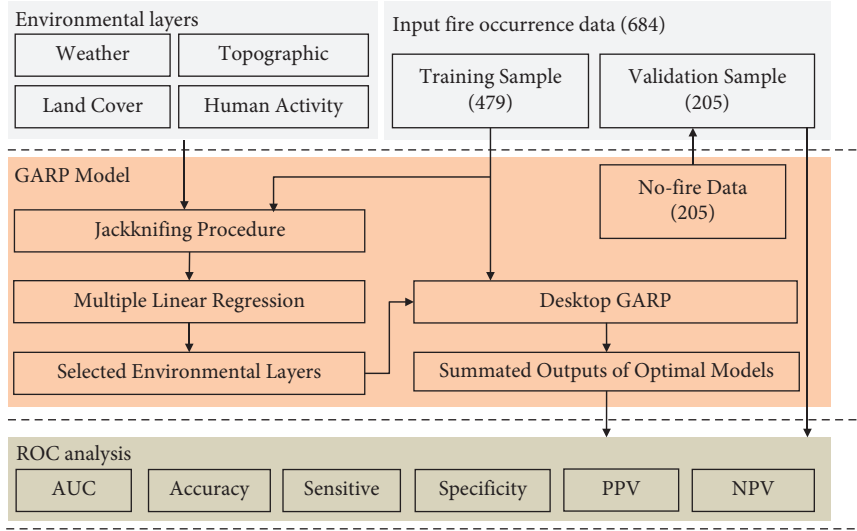 Environmental layers
Weather
Topographic
Land Cover
Human Activity
Input fire occurrence data (684)
Training Sample
(479)
Validation Sample
(205)
GARP Model
No-fire Data
(205)
Jackknifing Procedure
Multiple Linear Regression
Desktop GARP
Selected Environmental Layers
Summated Outputs of Optimal Models
ROC analysis
AUC
Accuracy
Sensitive
Specificity
PPV
NPV